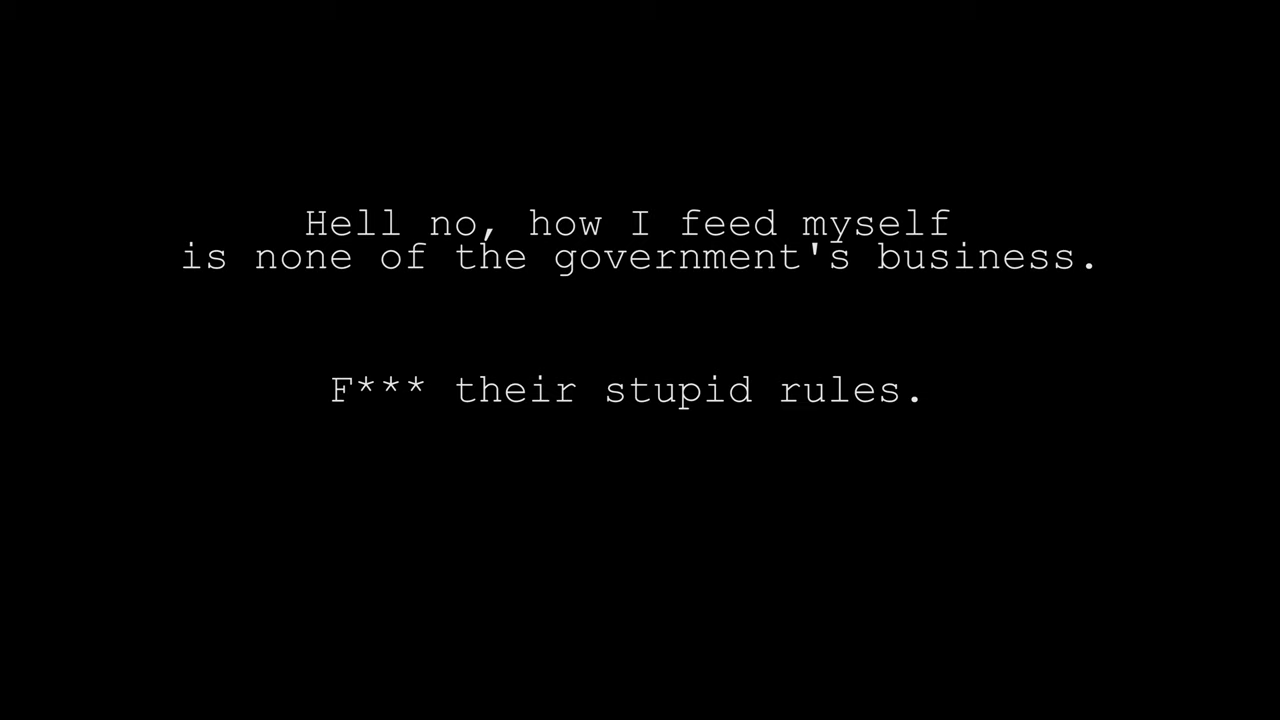 Hell no, how I feed myself
is none of the government's business.
F*** their stupid rules.